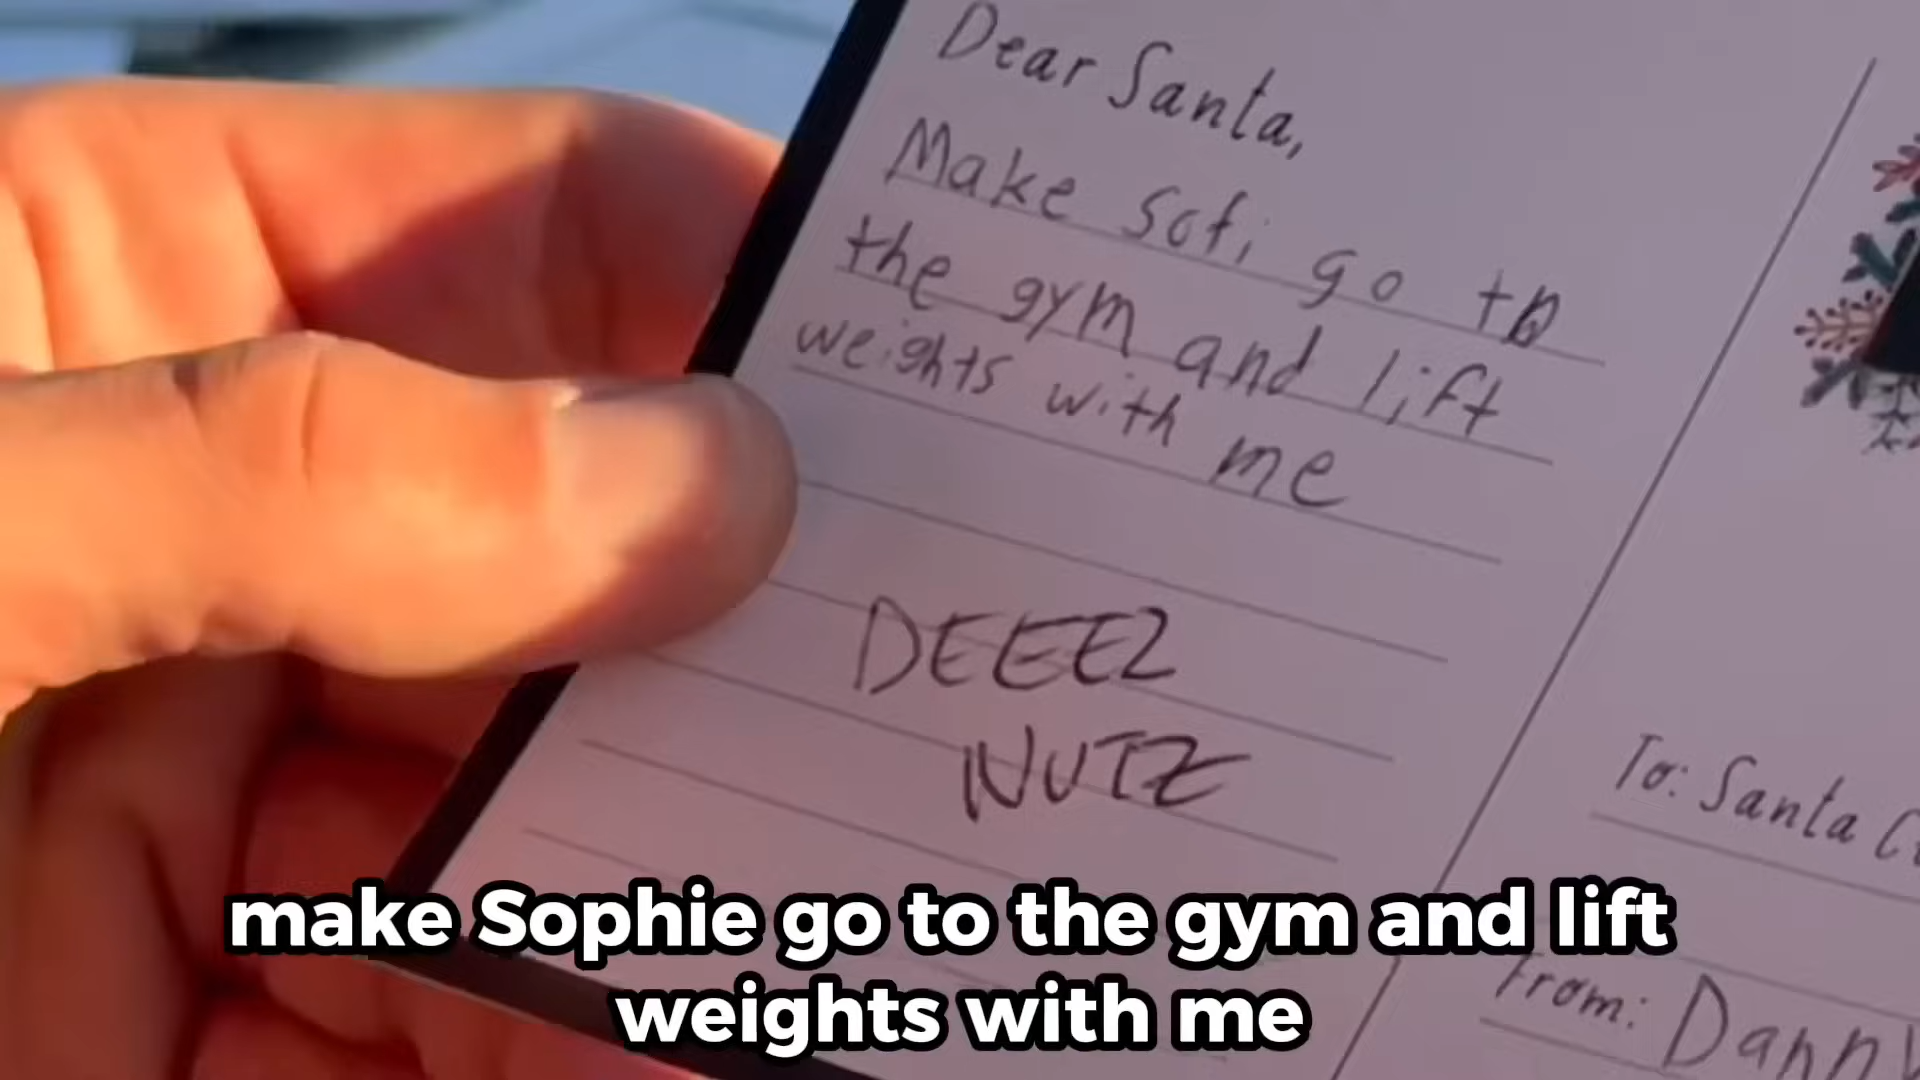 Dear Santa,
Make Sofi go to
the gym and lift
weights with me
DEEEZ
NUTZ
To: Santa
From: Danny
make Sophie go to the gym and lift
weights with me